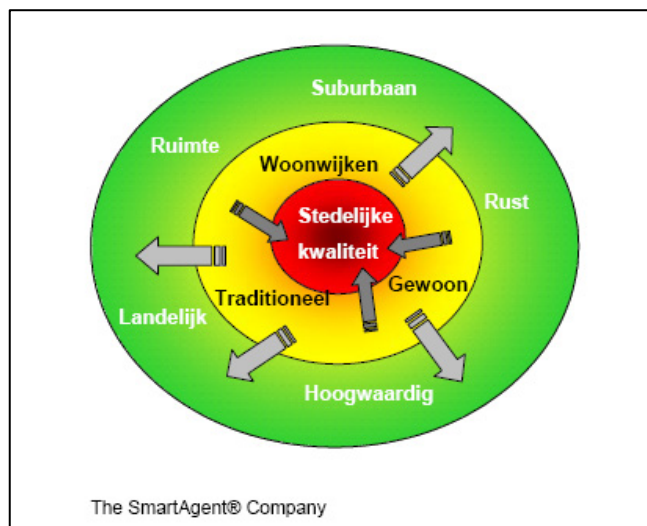 Suburbaan
Ruimte
Woonwijken
Rust
Stedelijke
kwaliteit
Traditioneel
Gewoon
Landelijk
Hoogwaardig
The SmartAgent® Company